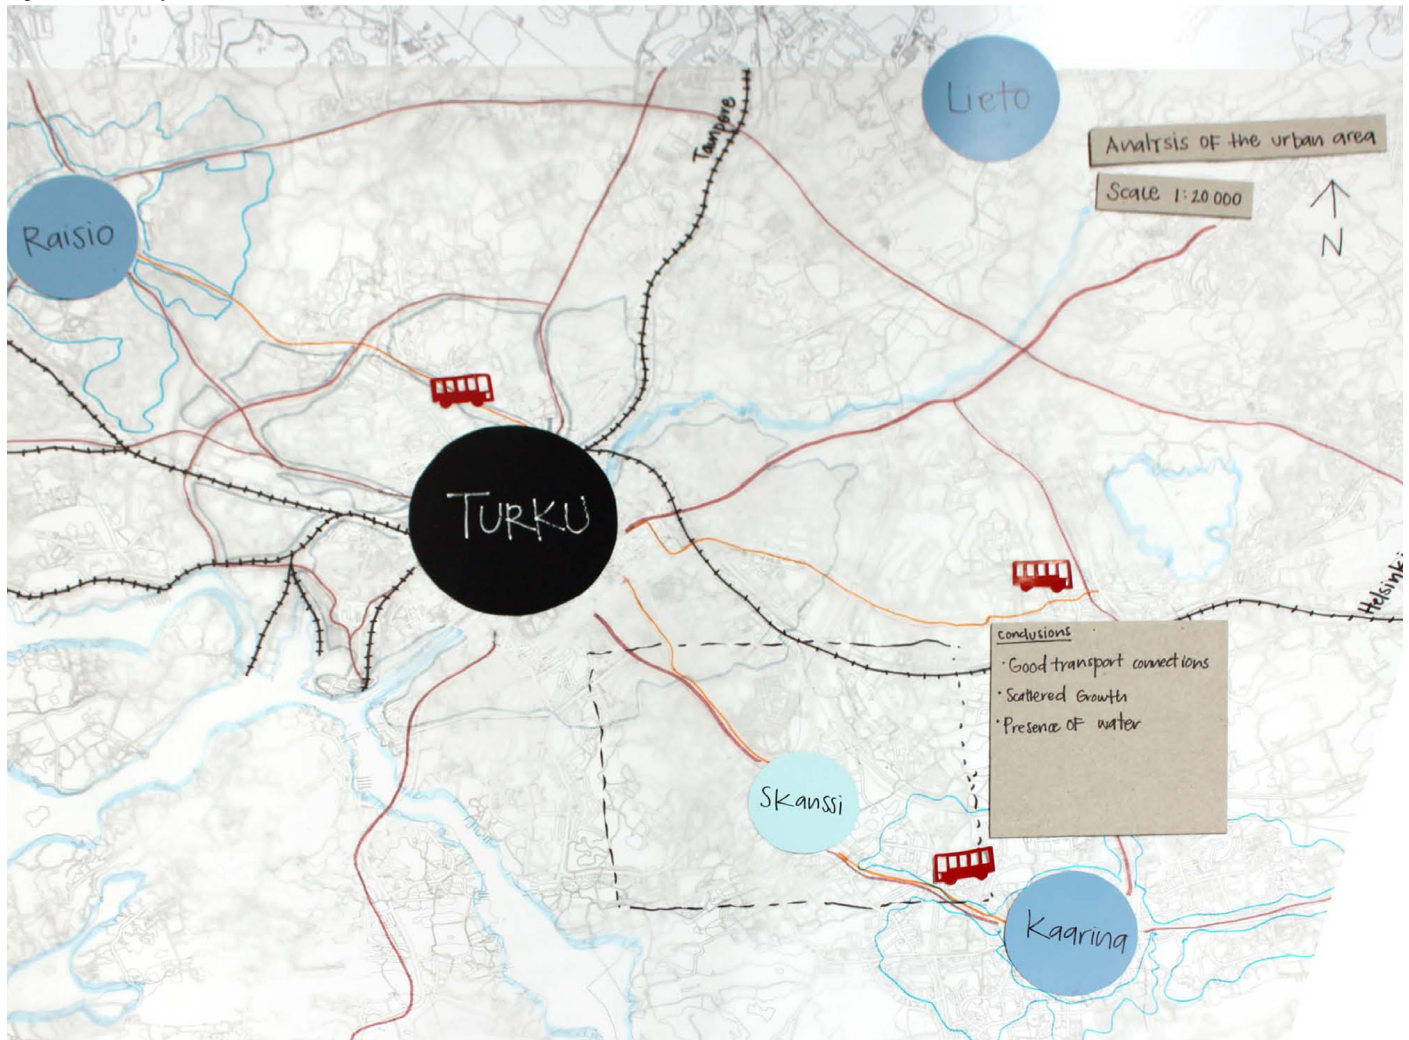 Lieto
Tampere
Analysis of the urban area
Scale 1:20 000
N
Raisio
TURKU
Helsinki
Conclusions
· Good transport connections
· Scattered Growth
· Presence of water
Skanssi
Kaarina